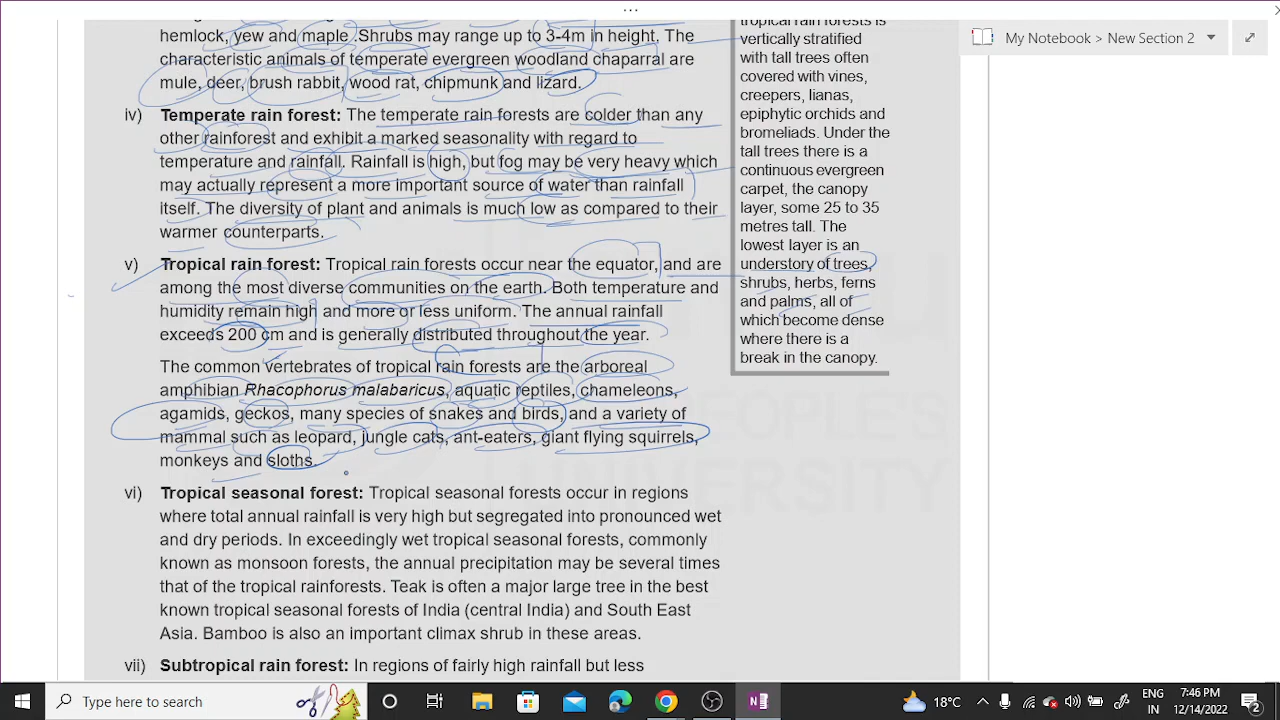 hemlock, yew and maple .Shrubs may range up to 3-4m in height. The
characteristic animals of temperate evergreen woodland chaparral are
mule, deer, brush rabbit, wood rat, chipmunk and lizard.
iv) Temperate rain forest: The temperate rain forests are colder than any
other rainforest and exhibit a marked seasonality with regard to
temperature and rainfall. Rainfall is high, but fog may be very heavy which
may actually represent a more important source of water than rainfall
itself. The diversity of plant and animals is much low as compared to their
warmer counterparts.
v) Tropical rain forest: Tropical rain forests occur near the equator, and are
among the most diverse communities on the earth. Both temperature and
humidity remain high and more or less uniform. The annual rainfall
exceeds 200 cm and is generally distributed throughout the year.
The common vertebrates of tropical rain forests are the arboreal
amphibian Rhacophorus malabaricus, aquatic reptiles, chameleons,
agamids, geckos, many species of snakes and birds, and a variety of
mammal such as leopard, jungle cats, ant-eaters, giant flying squirrels,
monkeys and sloths.
vi) Tropical seasonal forest: Tropical seasonal forests occur in regions
where total annual rainfall is very high but segregated into pronounced wet
and dry periods. In exceedingly wet tropical seasonal forests, commonly
known as monsoon forests, the annual precipitation may be several times
that of the tropical rainforests. Teak is often a major large tree in the best
known tropical seasonal forests of India (central India) and South East
Asia. Bamboo is also an important climax shrub in these areas.
vii) Subtropical rain forest: In regions of fairly high rainfall but less
tropical rain forests is
vertically stratified
with tall trees often
covered with vines,
creepers, lianas,
epiphytic orchids and
bromeliads. Under the
tall trees there is a
continuous evergreen
carpet, the canopy
layer, some 25 to 35
metres tall. The
lowest layer is an
understory of trees,
shrubs, herbs, ferns
and palms, all of
which become dense
where there is a
break in the canopy.
PEOPLE'S
UNIVERSITY
My Notebook > New Section 2
Type here to search
18°C
ENG
IN
7:46 PM
12/14/2022
2